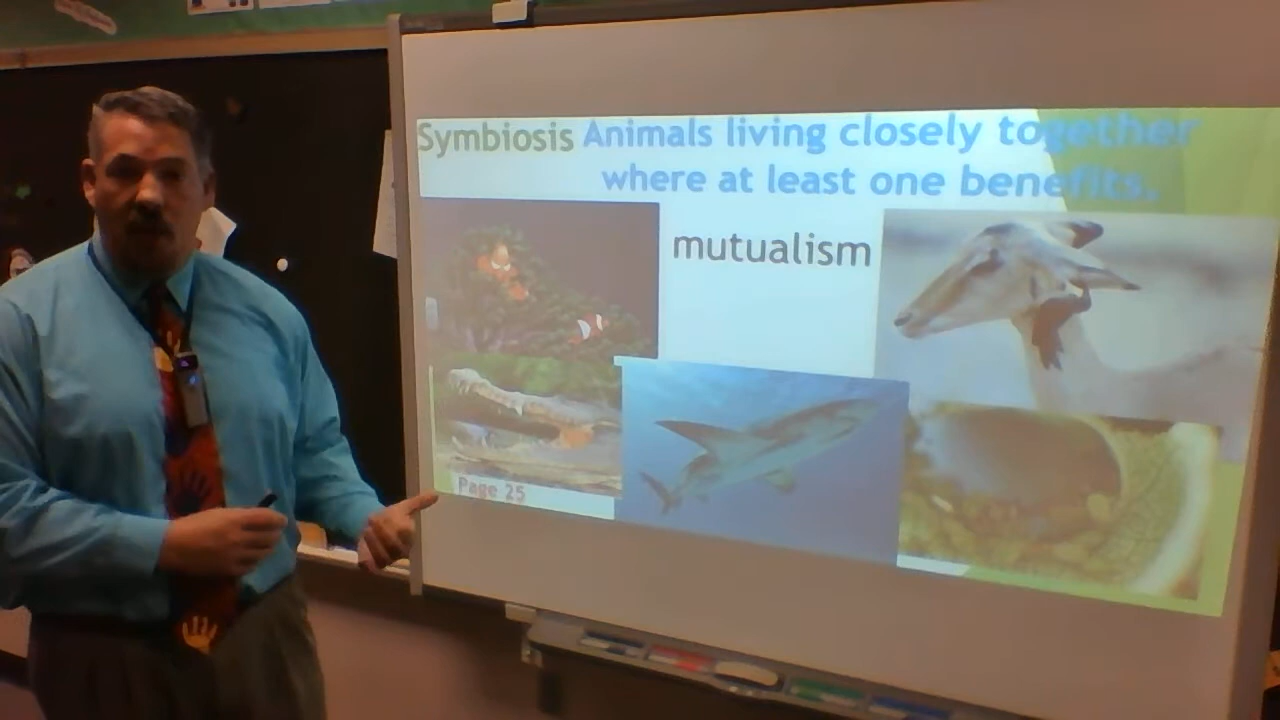 Symbiosis Animals living closely together
where at least one benefits.
mutualism
Page 25